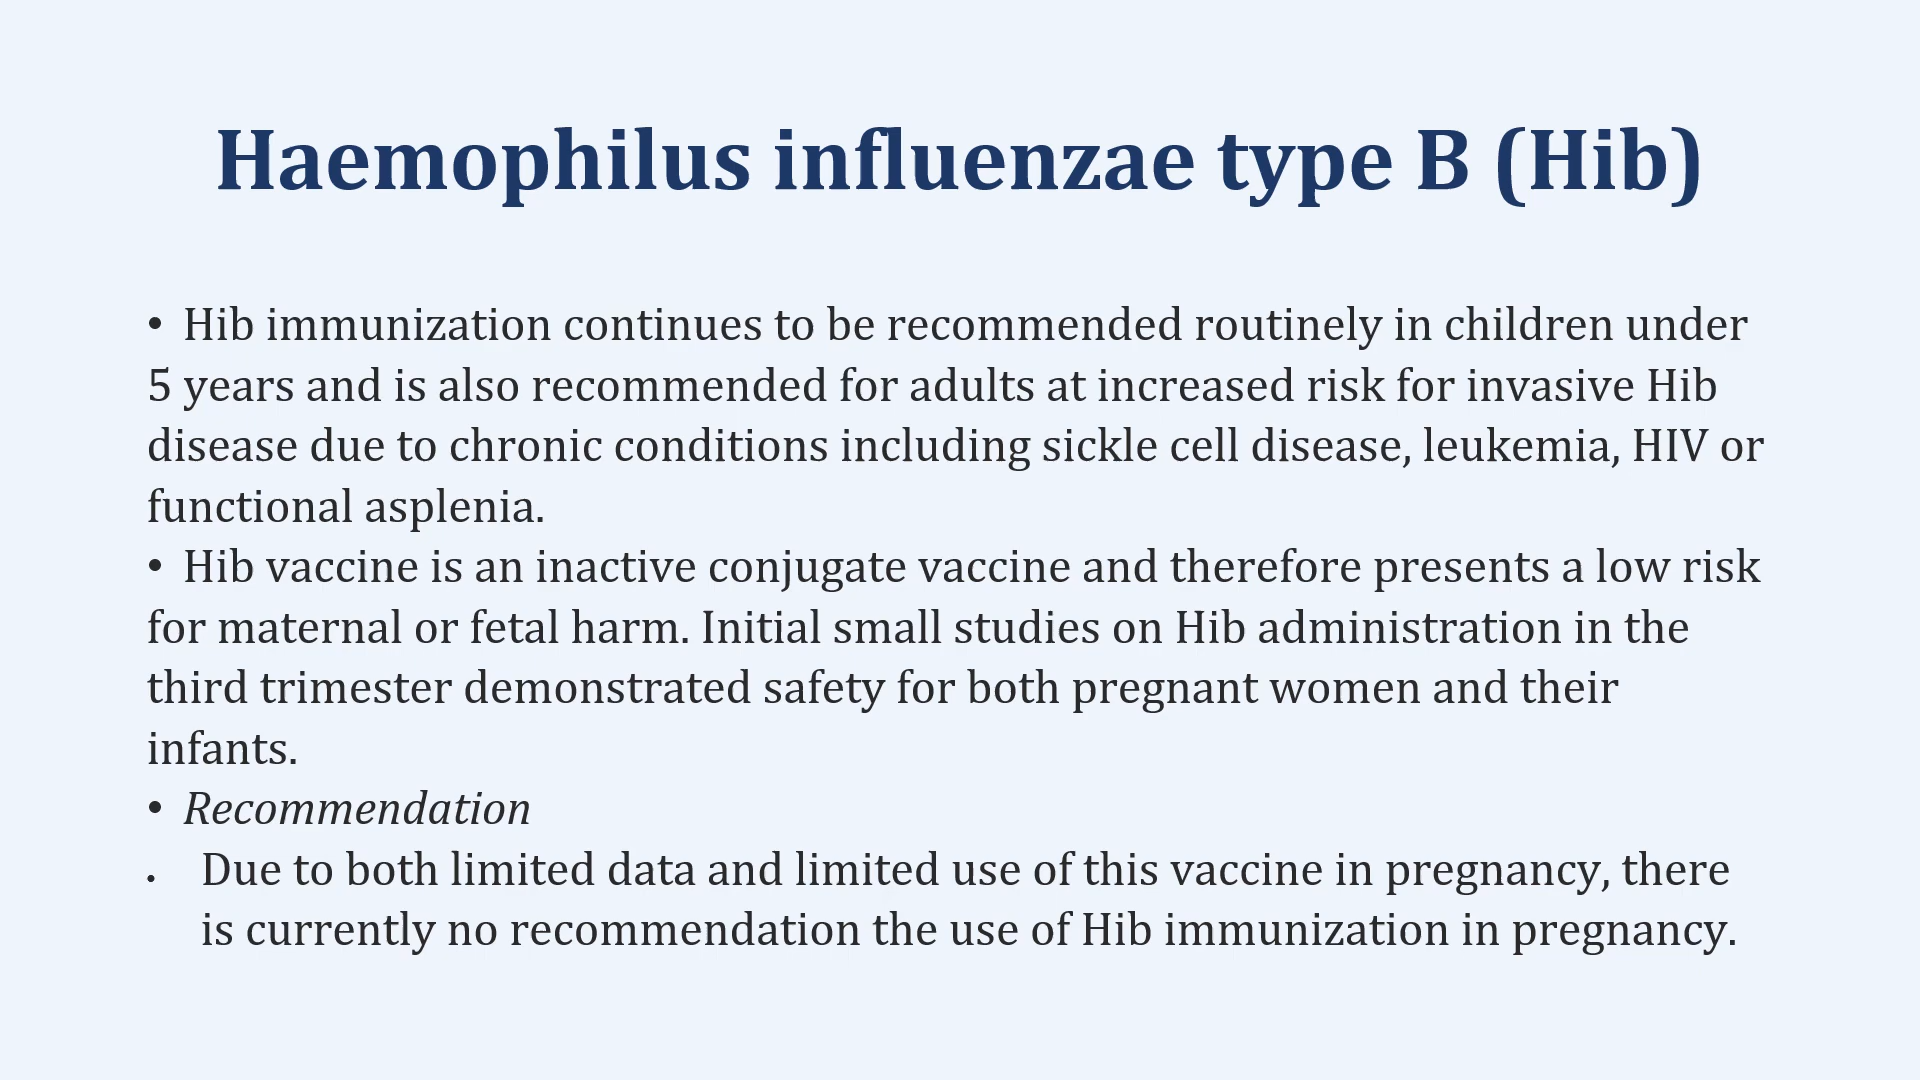 Haemophilus influenzae type B (Hib)
• Hib immunization continues to be recommended routinely in children under
5 years and is also recommended for adults at increased risk for invasive Hib
disease due to chronic conditions including sickle cell disease, leukemia, HIV or
functional asplenia.
• Hib vaccine is an inactive conjugate vaccine and therefore presents a low risk
for maternal or fetal harm. Initial small studies on Hib administration in the
third trimester demonstrated safety for both pregnant women and their
infants.
• Recommendation
• Due to both limited data and limited use of this vaccine in pregnancy, there
is currently no recommendation the use of Hib immunization in pregnancy.